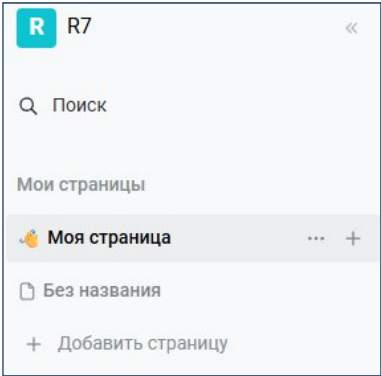 R R7
Поиск
Мои страницы
Моя страница
Без названия
Добавить страницу